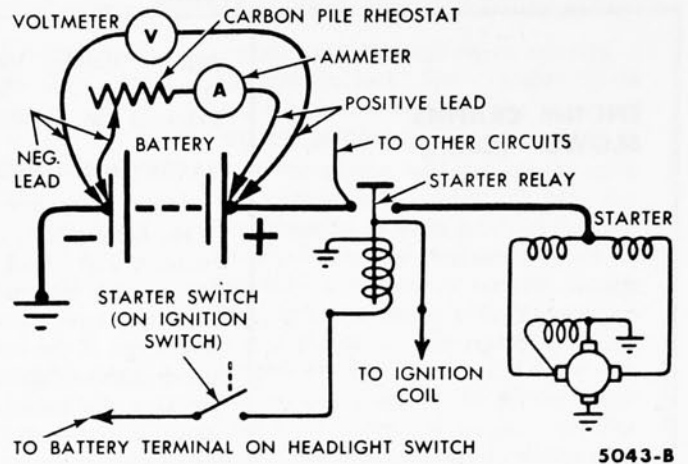 CARBON PILE RHEOSTAT
VOLTMETER
V
AMMETER
A
POSITIVE LEAD
NEG.
LEAD
BATTERY
TO OTHER CIRCUITS
STARTER RELAY
STARTER
- +
STARTER SWITCH
(ON IGNITION
SWITCH)
TO IGNITION
COIL
TO BATTERY TERMINAL ON HEADLIGHT SWITCH
5043-B